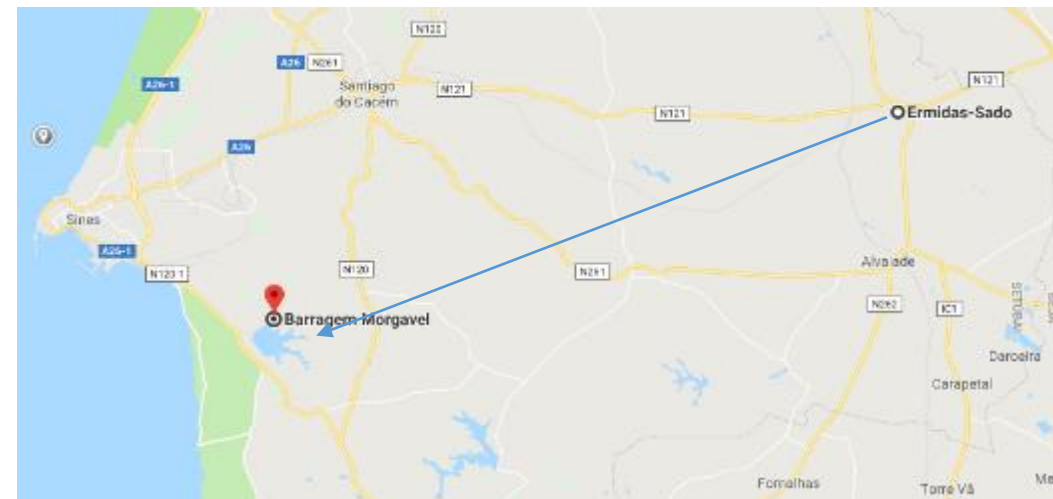 N120
A26
N261
A26-1
Santiago
do Cacém
N121
N121
N121
Ermidas-Sado
A26
Sines
A26-1
Alvalade
N120 1
N120
N261
N262
IC1
SETÚBAL
Barragem Morgavel
Daroeira
Carapetal
Fornalhas
Torre Vã